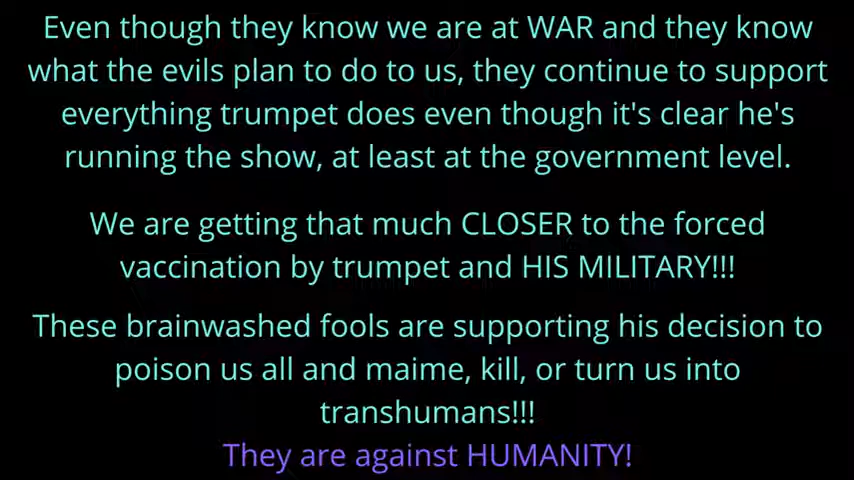 Even though they know we are at WAR and they know
what the evils plan to do to us, they continue to support
everything trumpet does even though it's clear he's
running the show, at least at the government level.
We are getting that much CLOSER to the forced
vaccination by trumpet and HIS MILITARY!!!
These brainwashed fools are supporting his decision to
poison us all and maime, kill, or turn us into
transhumans!!!
They are against HUMANITY!